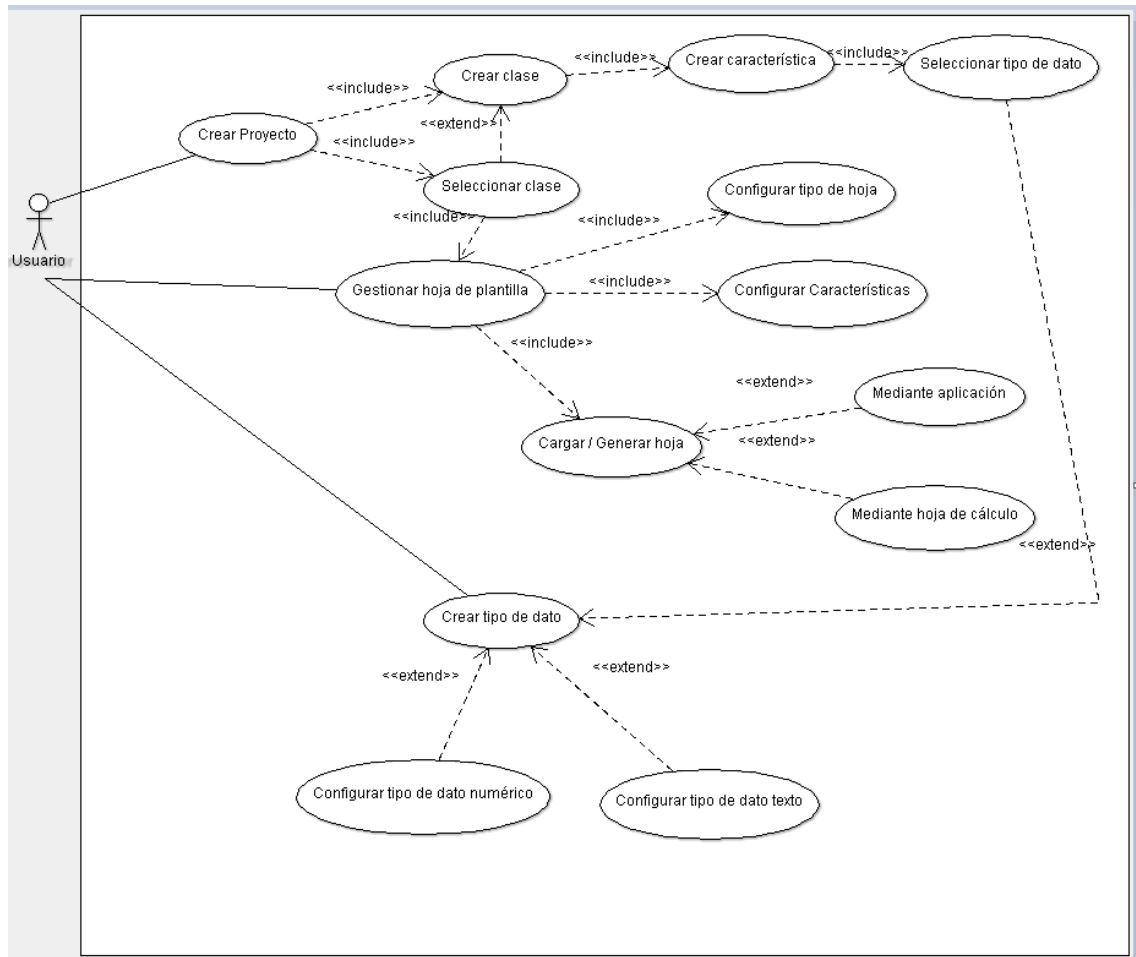 <<include>>
Crear característica
<<include>>
Seleccionar tipo de dato
Crear clase
<<include>>
<<extend>>
Crear Proyecto
<<include>>
Seleccionar clase
Configurar tipo de hoja
<<include>>
<<include>>
Usuario
Gestionar hoja de plantilla
<<include>>
Configurar Características
<<include>>
<<extend>>
Mediante aplicación
Cargar / Generar hoja
<<extend>>
Mediante hoja de cálculo
<<extend>>
Crear tipo de dato
<<extend>>
<<extend>>
Configurar tipo de dato numérico
Configurar tipo de dato texto